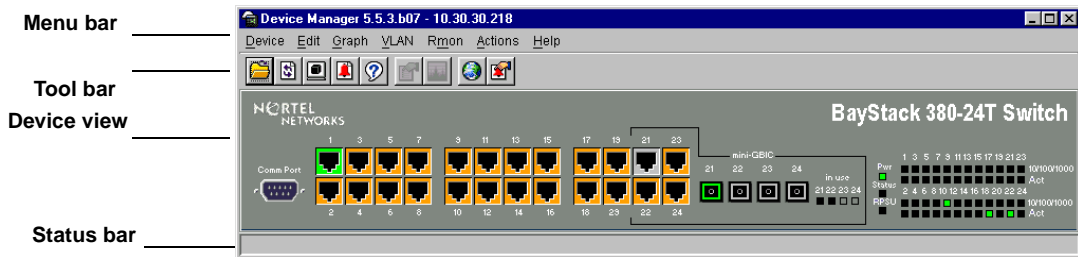 Menu bar
Device Manager 5.5.3.b07 - 10.30.30.218
Device Edit Graph VLAN Rmon Actions Help
Tool bar
Device view
NORTEL
NETWORKS
BayStack 380-24T Switch
1 3 5 7 9 11 13 15 17 19 21 23
Comm Port
mini-GBIC
21 22 23 24
in use
21 22 23 24
2 4 6 8 10 12 14 16 18 20 22 24
Pwr
Status
RPSU
1 3 5 7 9 11 13 15 17 19 21 23
10/100/1000
Act
2 4 6 8 10 12 14 16 18 20 22 24
10/100/1000
Act
Status bar